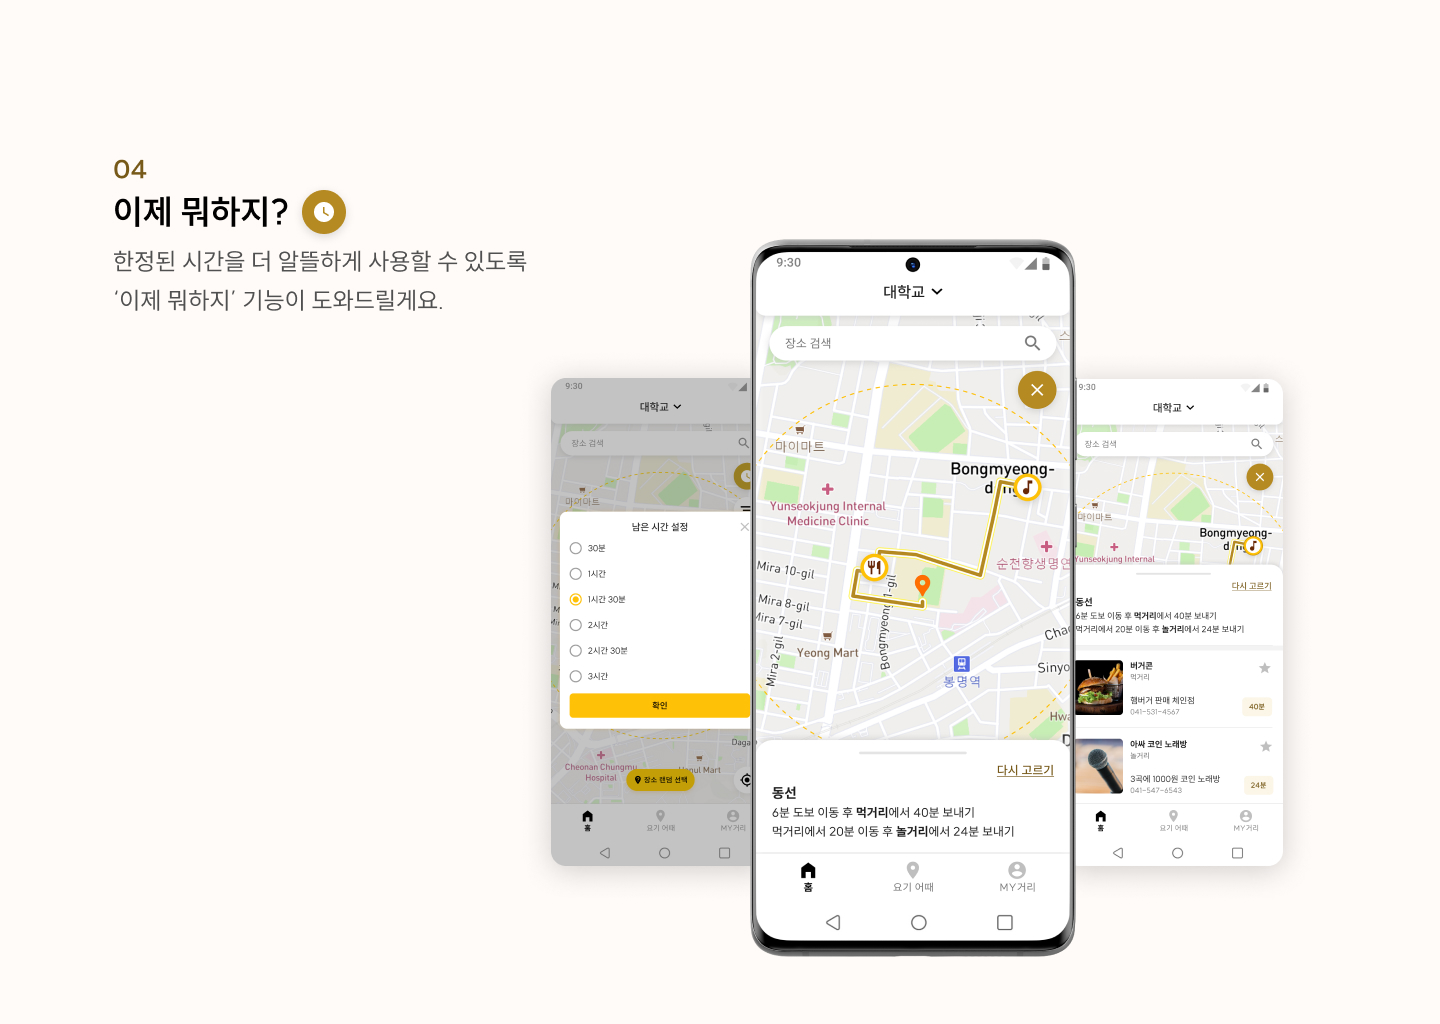 04
이제 뭐하지?
한정된 시간을 더 알뜰하게 사용할 수 있도록
‘이제 뭐하지’ 기능이 도와드릴게요.
9:30
대학교
장소 검색
마이마트
남은 시간 설정
30분
1시간
1시간 30분
2시간
2시간 30분
3시간
확인
Cheonan Chungmu
Hospital
장소 랜덤 선택
홈
요기 어때
MY거리
9:30
대학교
장소 검색
마이마트
Bongmyeong-
Yunseokjung Internal
Medicine Clinic
순천향생명연
Mira 10-gil
Mira 8-gil
Mira 7-gil
Mira 2-gil
Yeong Mart
봉명역
다시 고르기
동선
6분 도보 이동 후 먹거리에서 40분 보내기
먹거리에서 20분 이동 후 놀거리에서 24분 보내기
홈
요기 어때
MY거리
9:30
대학교
장소 검색
마이마트
Bongmyeong-
Yunseokjung Internal
다시 고르기
동선
6분 도보 이동 후 먹거리에서 40분 보내기
먹거리에서 20분 이동 후 놀거리에서 24분 보내기
버거콘
먹거리
햄버거 판매 체인점
041-531-4567
40분
아싸 코인 노래방
놀거리
3곡에 1000원 코인 노래방
041-547-6543
24분
홈
요기 어때
MY거리